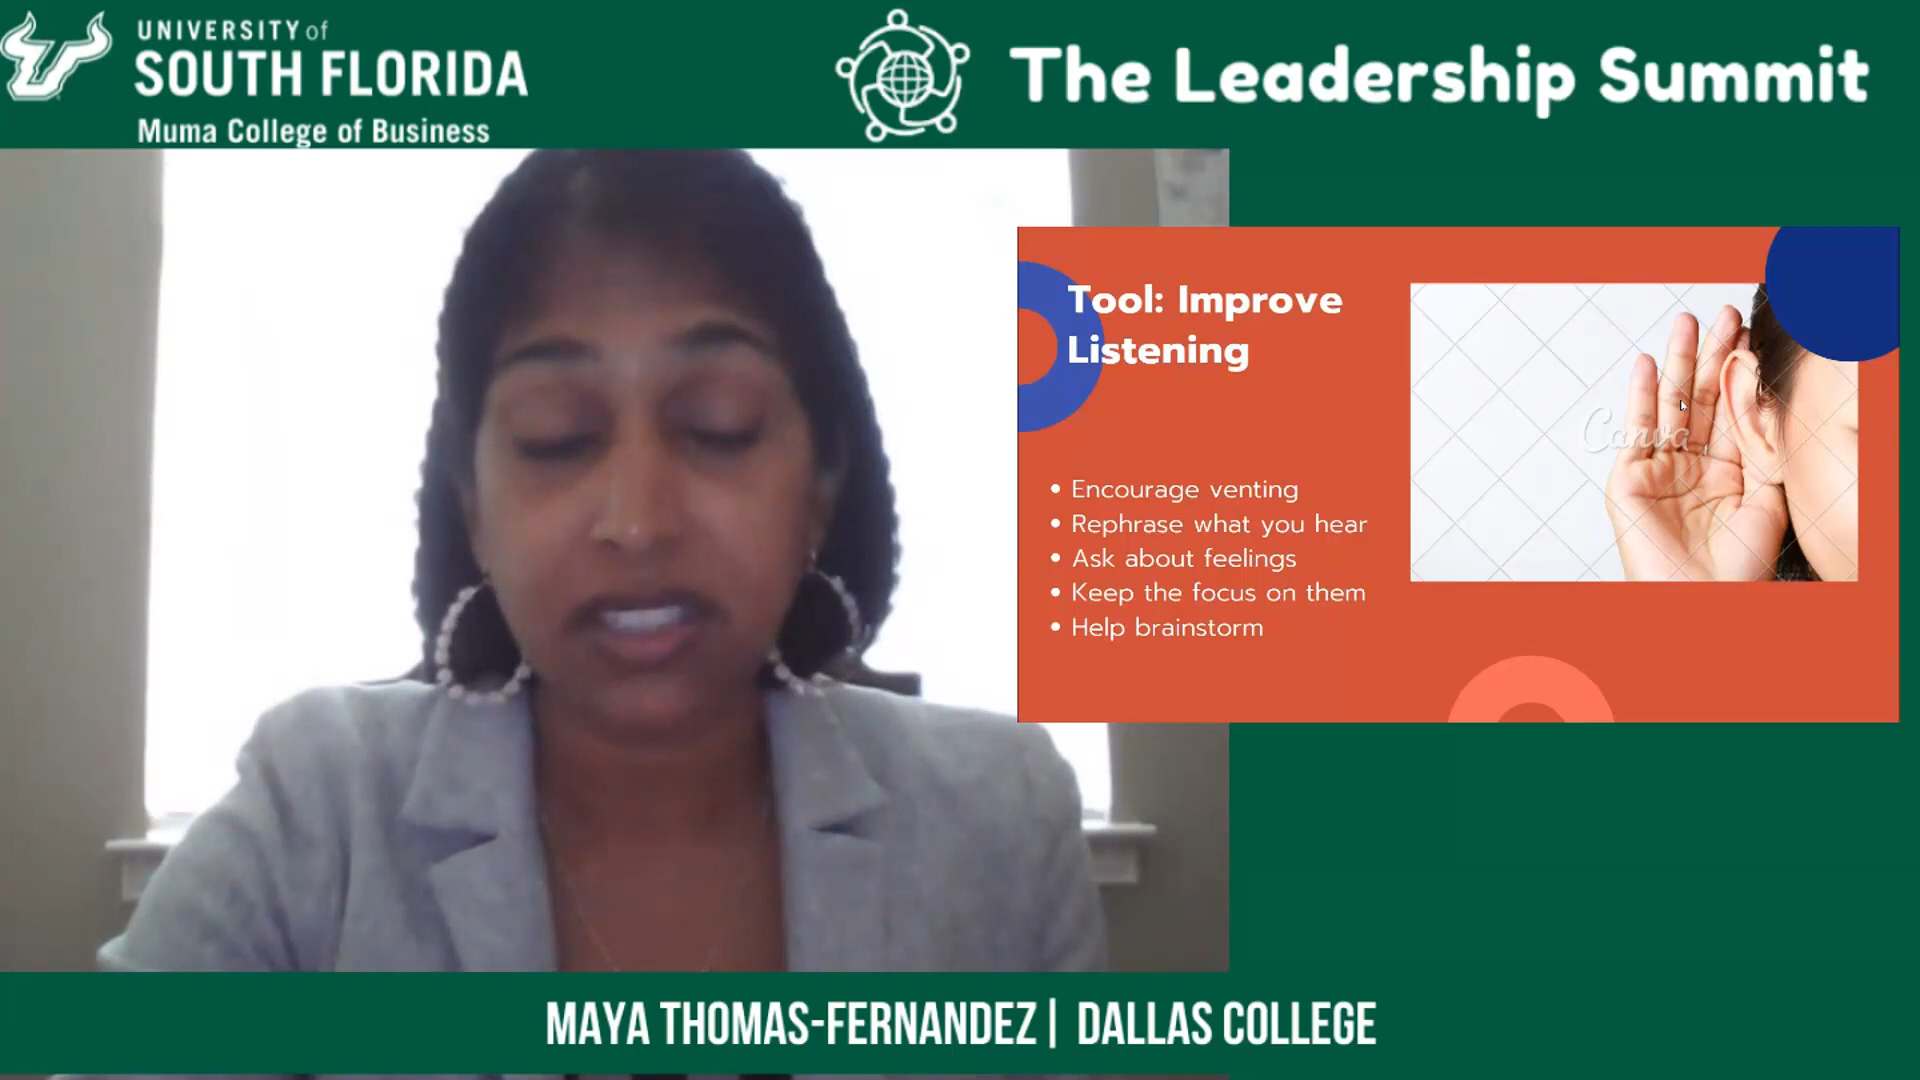 UNIVERSITY of
SOUTH FLORIDA
Muma College of Business
The Leadership Summit
Tool: Improve
Listening
• Encourage venting
• Rephrase what you hear
• Ask about feelings
• Keep the focus on them
• Help brainstorm
Canva
MAYA THOMAS-FERNANDEZ | DALLAS COLLEGE